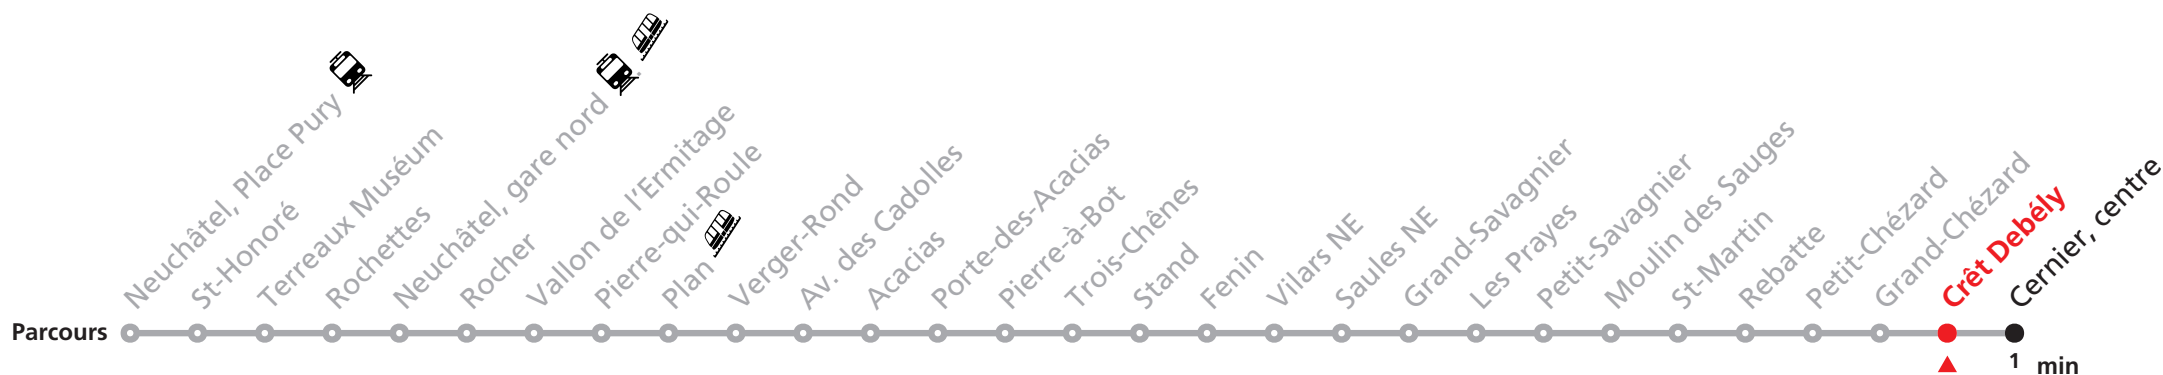 Neuchâtel, Place Pury
St-Honoré
Terreaux Muséum
Rochettes
Neuchâtel, gare nord
Rocher
Vallon de l'Ermitage
Pierre-qui-Roule
Plan
Verger-Rond
Av. des Cadolles
Acacias
Porte-des-Acacias
Pierre-à-Bot
Trois-Chênes
Stand
Fenin
Vilars NE
Saules NE
Grand-Savagnier
Les Prayes
Petit-Savagnier
Moulin des Sauges
St-Martin
Rebatte
Petit-Chézard
Grand-Chézard
Crêt Debély
Cernier, centre
Parcours
1 min